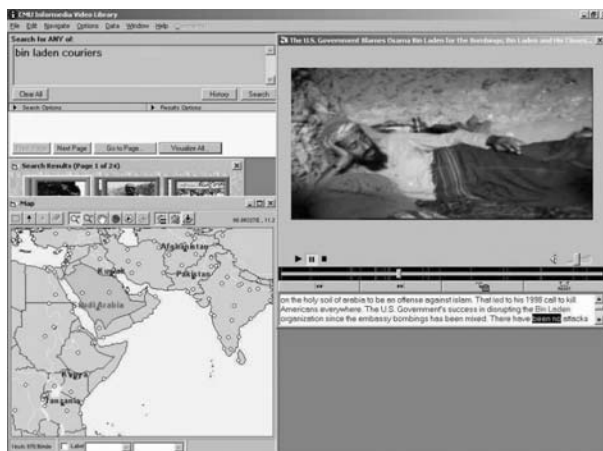 CMU Informedia Video Library
File Edit Navigate Options Data Window Help
Search for ANY of:
bin laden couriers
Clear All History Search
Search Options Results Options
Next Page Go to Page... Visualize All...
Search Results (Page 1 of 24)
Map
Afghanistan
Kuwait
Pakistan
Saudi Arabia
Kenya
Tanzania
Label
The U.S. Government Blames Osama Bin Laden for the Bombings; Bin Laden and His
on the holy soil of arabia to be an offense against islam. That led to his 1998 call to kill
Americans everywhere. The U.S. Government's success in disrupting the Bin Laden
organization since the embassy bombings has been mixed. There have been no attacks